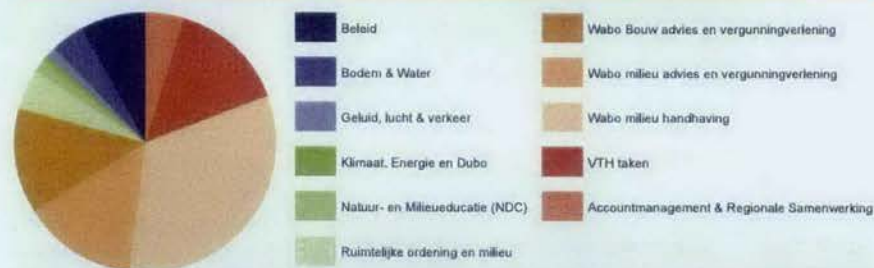 Beleid
Bodem & Water
Geluid, lucht & verkeer
Klimaat, Energie en Dubo
Natuur- en Milieueducatie (NDC)
Ruimtelijke ordening en milieu
Wabo Bouw advies en vergunningverlening
Wabo milieu advies en vergunningverlening
Wabo milieu handhaving
VTH taken
Accountmanagement & Regionale Samenwerking